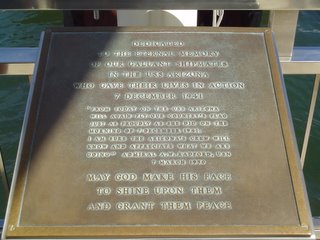 DEDICATED
TO THE ETERNAL MEMORY
OF OUR GALLANT SHIPMATES
IN THE USS ARIZONA
WHO GAVE THEIR LIVES IN ACTION
7 DECEMBER 1941
"FROM TODAY ON THE USS ARIZONA
WILL AGAIN FLY OUR COUNTRY'S FLAG
JUST AS PROUDLY AS SHE DID ON THE
MORNING OF 7 DECEMBER 1941.
I AM SURE THE ARIZONA'S CREW WILL
KNOW AND APPRECIATE WHAT WE ARE
DOING" ADMIRAL A.W. RADFORD, USN
7 MARCH 1950
MAY GOD MAKE HIS FACE
TO SHINE UPON THEM
AND GRANT THEM PEACE